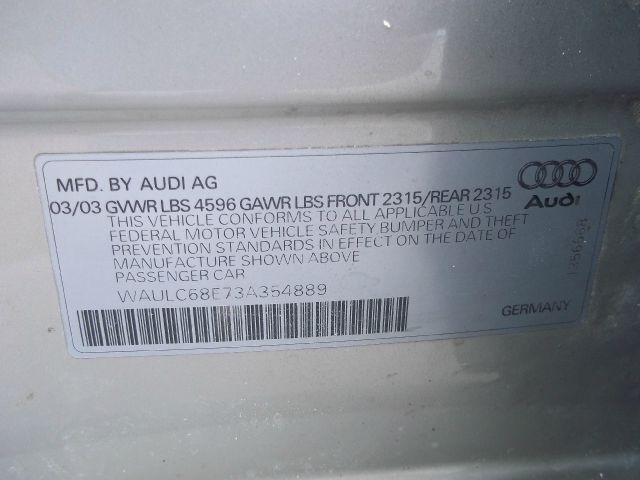 MFD. BY AUDI AG
03/03 GVWR LBS 4596 GAWR LBS FRONT 2315/REAR 2315
THIS VEHICLE CONFORMS TO ALL APPLICABLE U S
FEDERAL MOTOR VEHICLE SAFETY BUMPER AND THEFT
PREVENTION STANDARDS IN EFFECT ON THE DATE OF
MANUFACTURE SHOWN ABOVE
PASSENGER CAR
WAULC68E73A354889
Audi
GERMANY